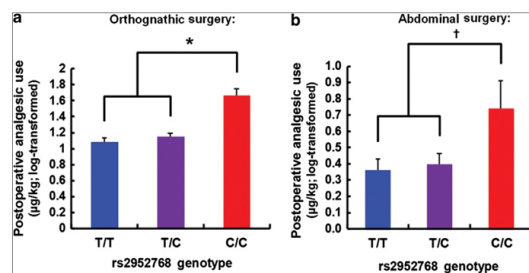 a
Orthognathic surgery:
*
Postoperative analgesic use
(µg/kg; log-transformed)
2
1.8
1.6
1.4
1.2
1
0.8
0.6
0.4
0.2
0
T/T
T/C
C/C
rs2952768 genotype
b
Abdominal surgery:
†
Postoperative analgesic use
(µg/kg; log-transformed)
1.0
0.9
0.8
0.7
0.6
0.5
0.4
0.3
0.2
0.1
0.0
T/T
T/C
C/C
rs2952768 genotype